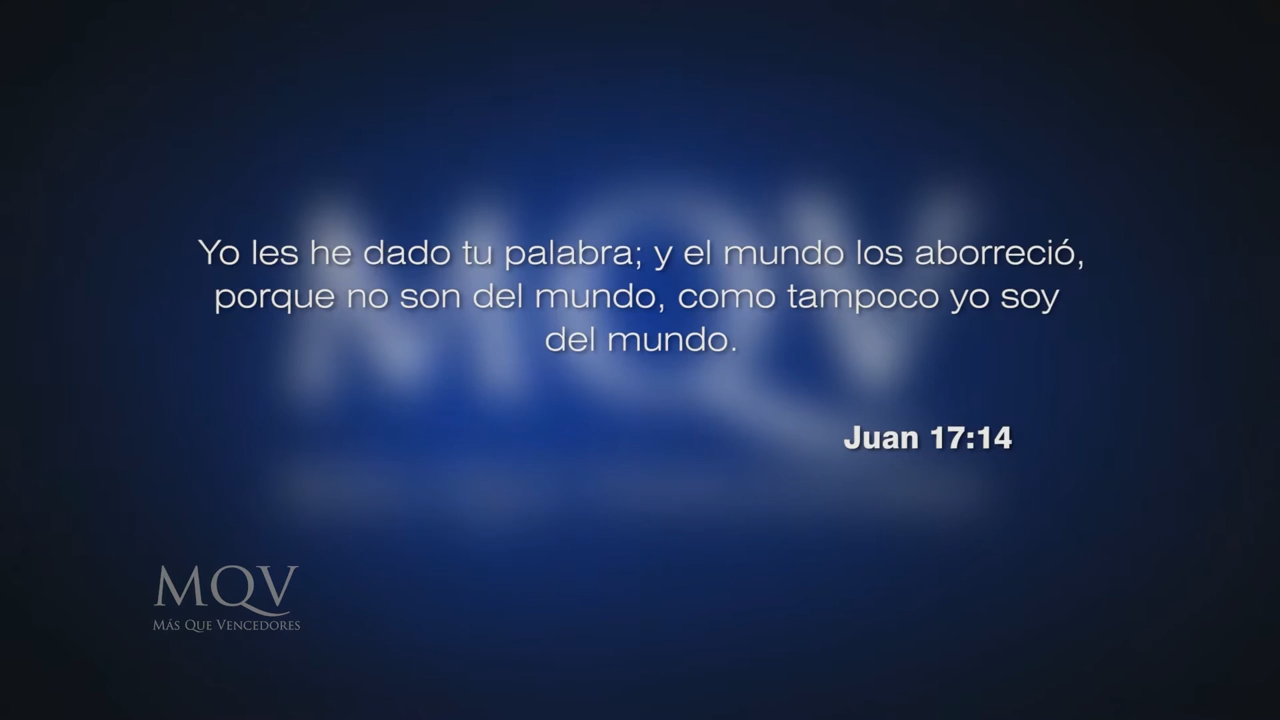 Yo les he dado tu palabra; y el mundo los aborreció,
porque no son del mundo, como tampoco yo soy
del mundo.
Juan 17:14
MQV
MÁS QUE VENCEDORES
MQV